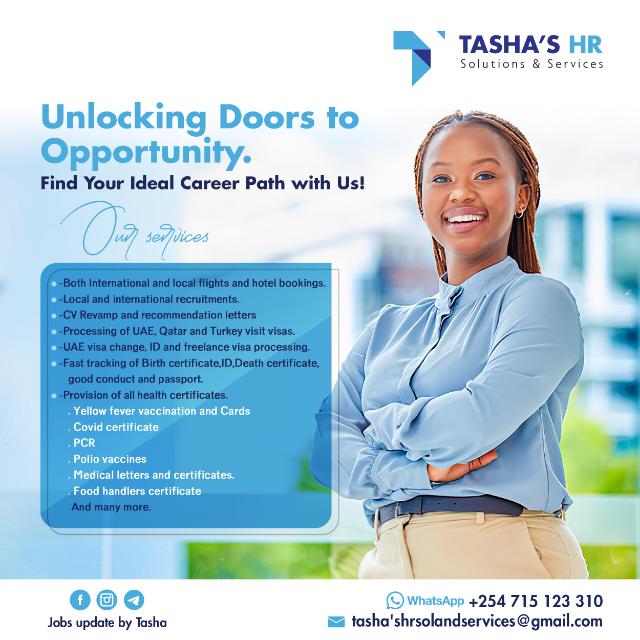 TASHA'S HR
Solutions & Services
Unlocking Doors to
Opportunity.
Find Your Ideal Career Path with Us!
Our services
-Both International and local flights and hotel bookings.
-Local and international recruitments.
-CV Revamp and recommendation letters
-Processing of UAE, Qatar and Turkey visit visas.
-UAE visa change, ID and freelance visa processing.
-Fast tracking of Birth certificate,ID,Death certificate,
good conduct and passport.
-Provision of all health certificates.
. Yellow fever vaccination and Cards
. Covid certificate
. PCR
. Polio vaccines
. Medical letters and certificates.
. Food handlers certificate
And many more.
Jobs update by Tasha
WhatsApp +254 715 123 310
tasha'shrsolandservices@gmail.com